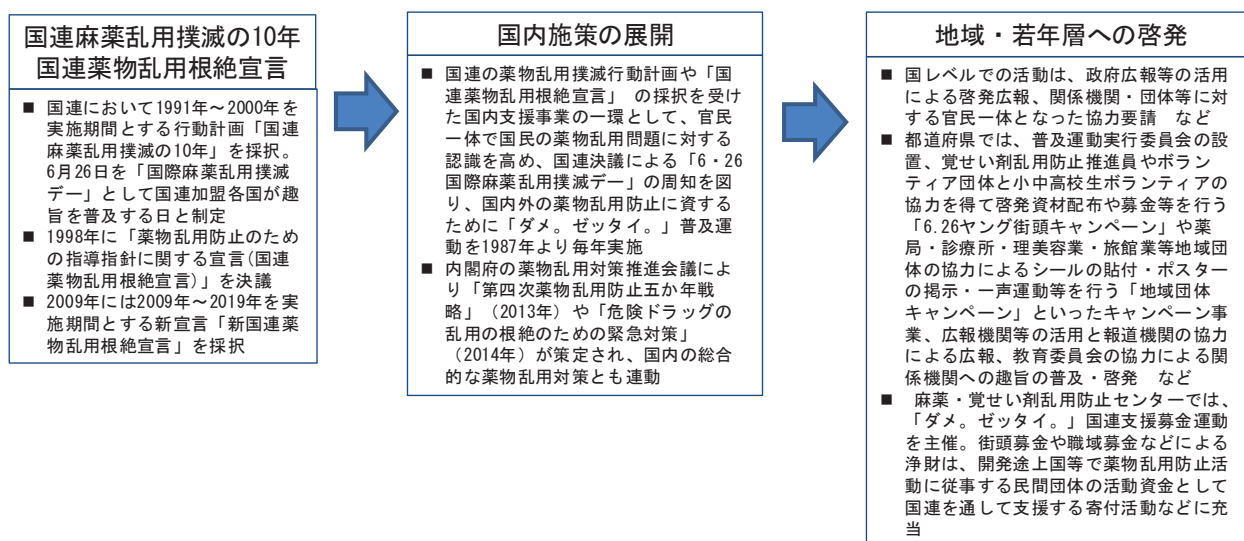 国連麻薬乱用撲滅の10年
国連薬物乱用根絶宣言
■ 国連において1991年～2000年を
実施期間とする行動計画「国連
麻薬乱用撲滅の10年」を採択。
6月26日を「国際麻薬乱用撲滅
デー」として国連加盟各国が趣
旨を普及する日と制定
■ 1998年に「薬物乱用防止のため
の指導指針に関する宣言(国連
薬物乱用根絶宣言)」を決議
■ 2009年には2009年～2019年を実
施期間とする新宣言「新国連薬
物乱用根絶宣言」を採択
国内施策の展開
■ 国連の薬物乱用撲滅行動計画や「国
連薬物乱用根絶宣言」 の採択を受け
た国内支援事業の一環として、官民
一体で国民の薬物乱用問題に対する
認識を高め、国連決議による「6・26
国際麻薬乱用撲滅デー」の周知を図
り、国内外の薬物乱用防止に資する
ために「ダメ。ゼッタイ。」普及運
動を1987年より毎年実施
■ 内閣府の薬物乱用対策推進会議によ
り「第四次薬物乱用防止五か年戦
略」（2013年）や「危険ドラッグの
乱用の根絶のための緊急対策」
（2014年）が策定され、国内の総合
的な薬物乱用対策とも連動
地域・若年層への啓発
■ 国レベルでの活動は、政府広報等の活用
による啓発広報、関係機関・団体等に対
する官民一体となった協力要請 など
■ 都道府県では、普及運動実行委員会の設
置、覚せい剤乱用防止推進員やボラン
ティア団体と小中高校生ボランティアの
協力を得て啓発資材配布や募金等を行う
「6.26ヤング街頭キャンペーン」や薬
局・診療所・理美容業・旅館業等地域団
体の協力によるシールの貼付・ポスター
の掲示・一声運動等を行う「地域団体
キャンペーン」といったキャンペーン事
業、広報機関等の活用と報道機関の協力
による広報、教育委員会の協力による関
係機関への趣旨の普及・啓発 など
■ 麻薬・覚せい剤乱用防止センターでは、
「ダメ。ゼッタイ。」国連支援募金運動
を主催。街頭募金や職域募金などによる
浄財は、開発途上国等で薬物乱用防止活
動に従事する民間団体の活動資金として
国連を通して支援する寄付活動などに充
当